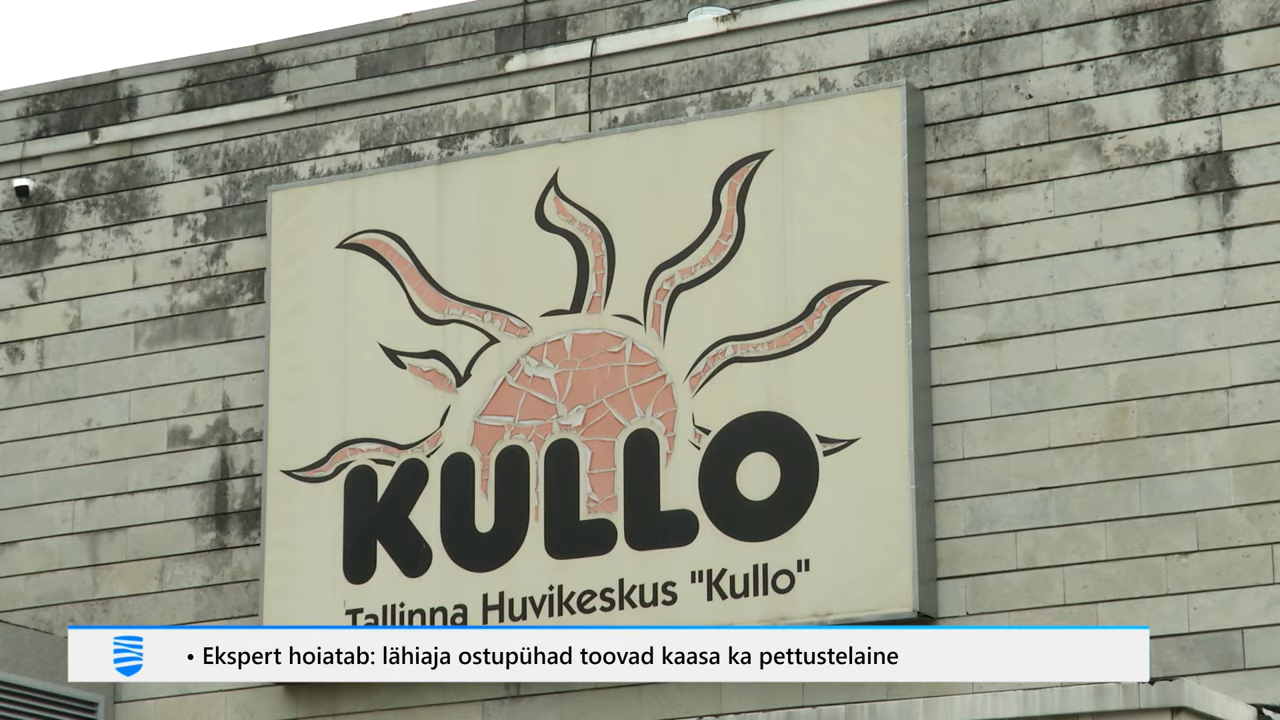 KULLO
Tallinna Huvikeskus "Kullo"
• Ekspert hoiatab: lähiaja ostupühad toovad kaasa ka pettustelaine